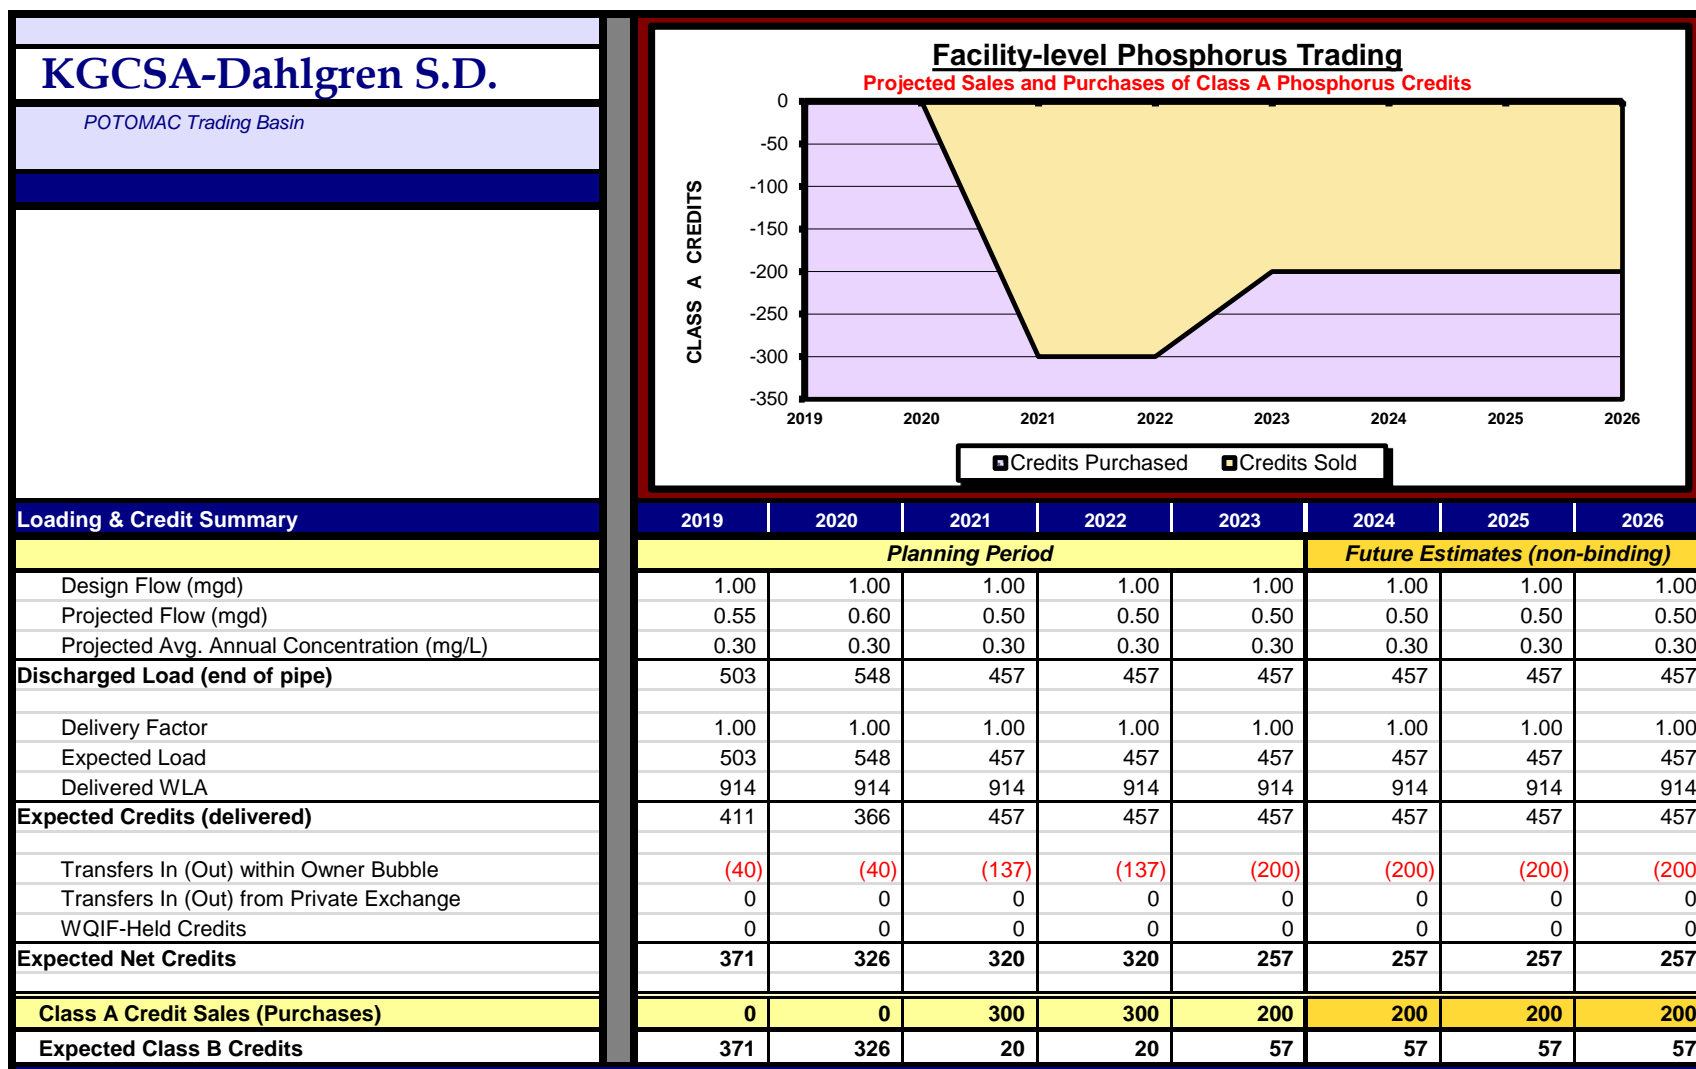 KGCSA-Dahlgren S.D.
POTOMAC Trading Basin
Facility-level Phosphorus Trading
Projected Sales and Purchases of Class A Phosphorus Credits
CLASS A CREDITS
0
-50
-100
-150
-200
-250
-300
-350
2019 2020 2021 2022 2023 2024 2025 2026
Credits Purchased Credits Sold
Loading & Credit Summary 2019 2020 2021 2022 2023 2024 2025 2026
Planning Period Future Estimates (non-binding)
Design Flow (mgd) 1.00 1.00 1.00 1.00 1.00 1.00 1.00 1.00
Projected Flow (mgd) 0.55 0.60 0.50 0.50 0.50 0.50 0.50 0.50
Projected Avg. Annual Concentration (mg/L) 0.30 0.30 0.30 0.30 0.30 0.30 0.30 0.30
Discharged Load (end of pipe) 503 548 457 457 457 457 457 457
Delivery Factor 1.00 1.00 1.00 1.00 1.00 1.00 1.00 1.00
Expected Load 503 548 457 457 457 457 457 457
Delivered WLA 914 914 914 914 914 914 914 914
Expected Credits (delivered) 411 366 457 457 457 457 457 457
Transfers In (Out) within Owner Bubble (40) (40) (137) (137) (200) (200) (200) (200
Transfers In (Out) from Private Exchange 0 0 0 0 0 0 0 0
WQIF-Held Credits 0 0 0 0 0 0 0 0
Expected Net Credits 371 326 320 320 257 257 257 257
Class A Credit Sales (Purchases) 0 0 300 300 200 200 200 200
Expected Class B Credits 371 326 20 20 57 57 57 57